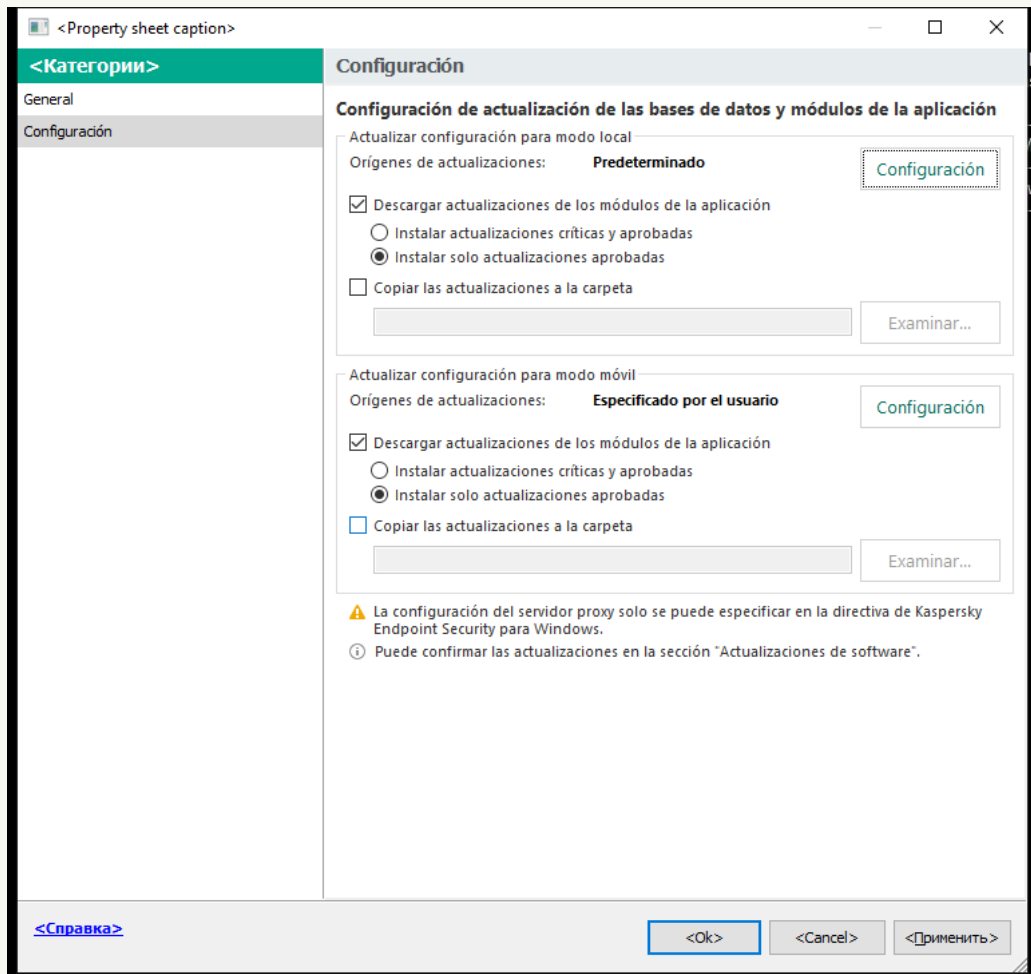 <Property sheet caption>
<Категории>
General
Configuración
Configuración
Configuración de actualización de las bases de datos y módulos de la aplicación
Actualizar configuración para modo local
Orígenes de actualizaciones: Predeterminado
Configuración
Descargar actualizaciones de los módulos de la aplicación
Instalar actualizaciones críticas y aprobadas
Instalar solo actualizaciones aprobadas
Copiar las actualizaciones a la carpeta
Examinar...
Actualizar configuración para modo móvil
Orígenes de actualizaciones: Especificado por el usuario
Configuración
Descargar actualizaciones de los módulos de la aplicación
Instalar actualizaciones críticas y aprobadas
Instalar solo actualizaciones aprobadas
Copiar las actualizaciones a la carpeta
Examinar...
La configuración del servidor proxy solo se puede especificar en la directiva de Kaspersky
Endpoint Security para Windows.
Puede confirmar las actualizaciones en la sección "Actualizaciones de software".
<Справка>
<Ok> <Cancel> <Применить>